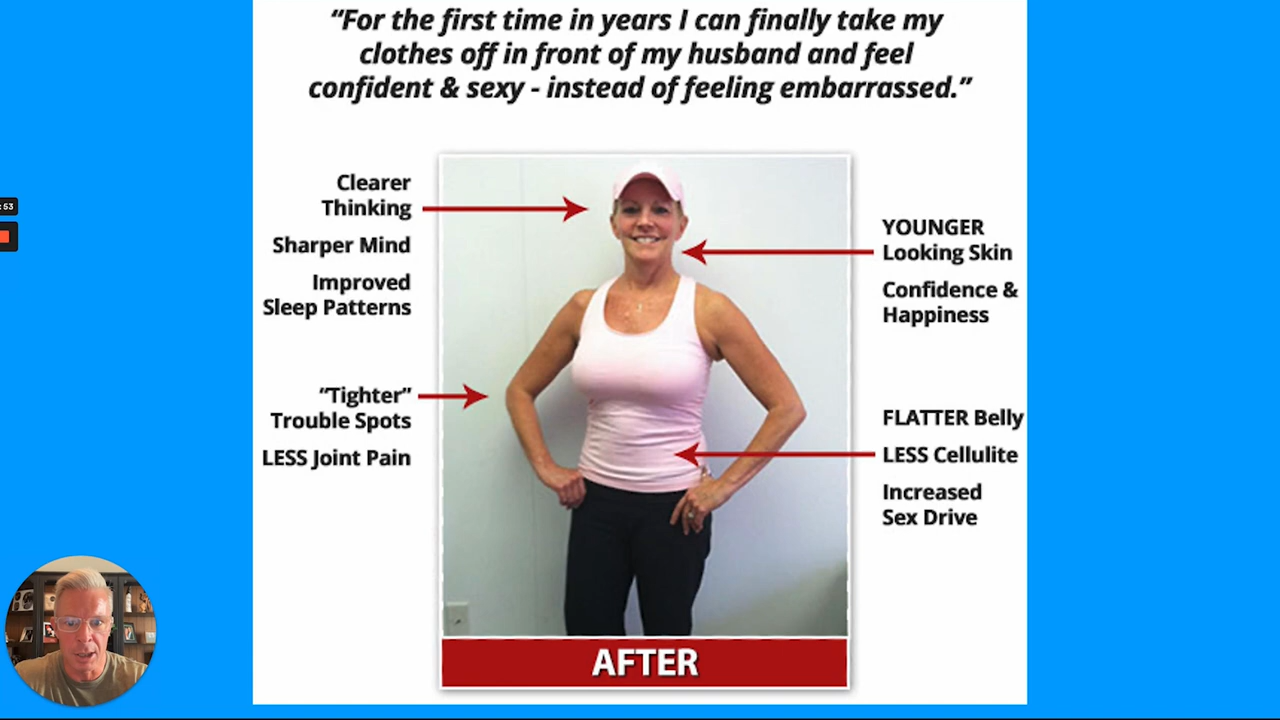 “For the first time in years I can finally take my
clothes off in front of my husband and feel
confident & sexy - instead of feeling embarrassed.”
Clearer
Thinking
Sharper Mind
Improved
Sleep Patterns
“Tighter”
Trouble Spots
LESS Joint Pain
YOUNGER
Looking Skin
Confidence &
Happiness
FLATTER Belly
LESS Cellulite
Increased
Sex Drive
AFTER
:53